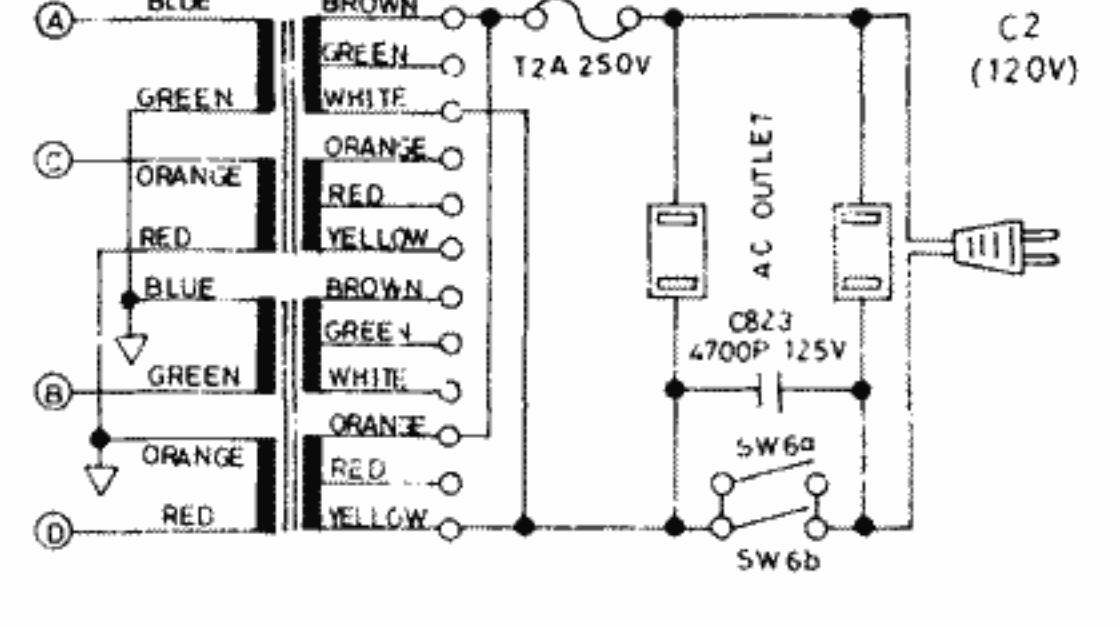 BLUE
BROWN
A
C2
GREEN
T2A 250V
(120V)
GREEN
WHITE
ORANGE
C
ORANGE
AC OUTLET
RED
RED
YELLOW
BLUE
BROWN
C823
GREEN
4700P 125V
GREEN
WHITE
B
ORANGE
SW6a
ORANGE
RED
RED
YELLOW
D
SW6b